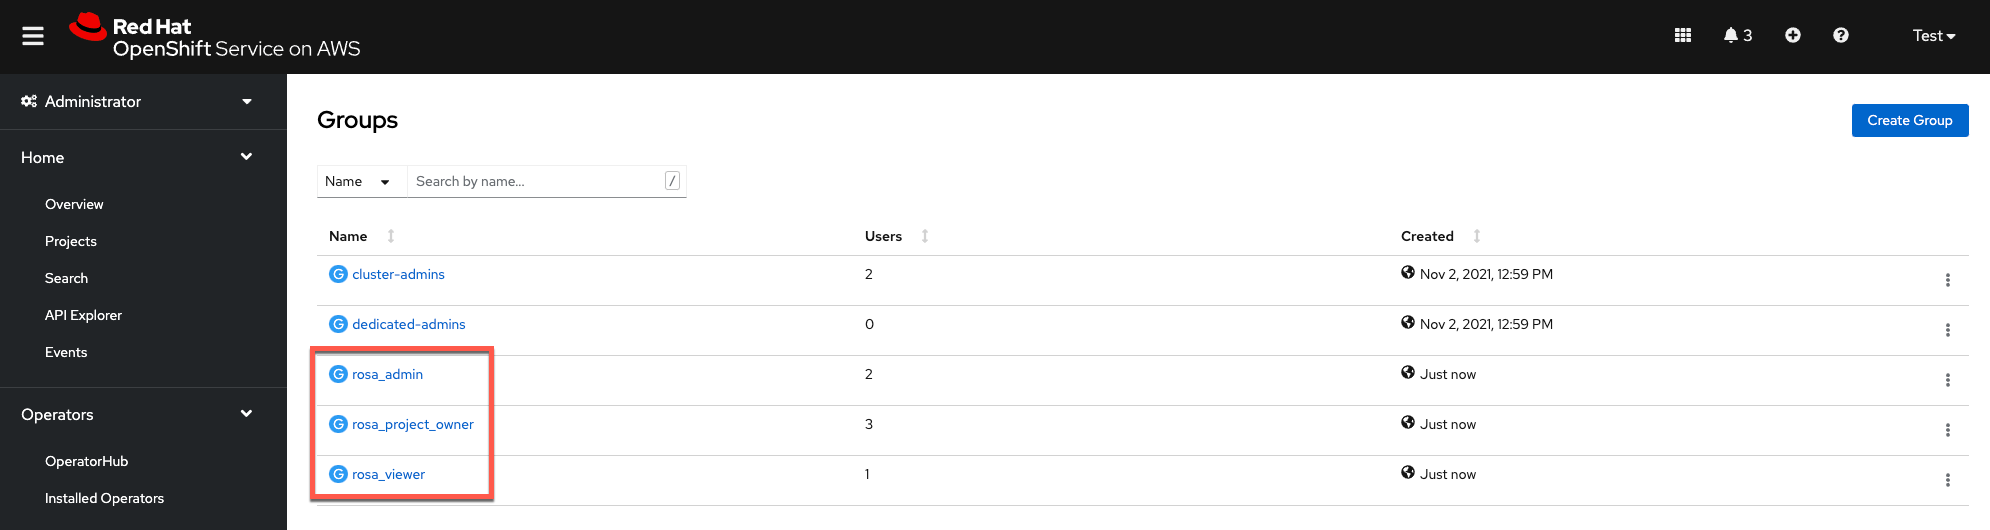 Red Hat
OpenShift Service on AWS
3
Test
Administrator
Home
Overview
Projects
Search
API Explorer
Events
Operators
OperatorHub
Installed Operators
Groups
Create Group
Name
Search by name...
/
Name Users Created
G cluster-admins 2 Nov 2, 2021, 12:59 PM
G dedicated-admins 0 Nov 2, 2021, 12:59 PM
G rosa_admin 2 Just now
G rosa_project_owner 3 Just now
G rosa_viewer 1 Just now